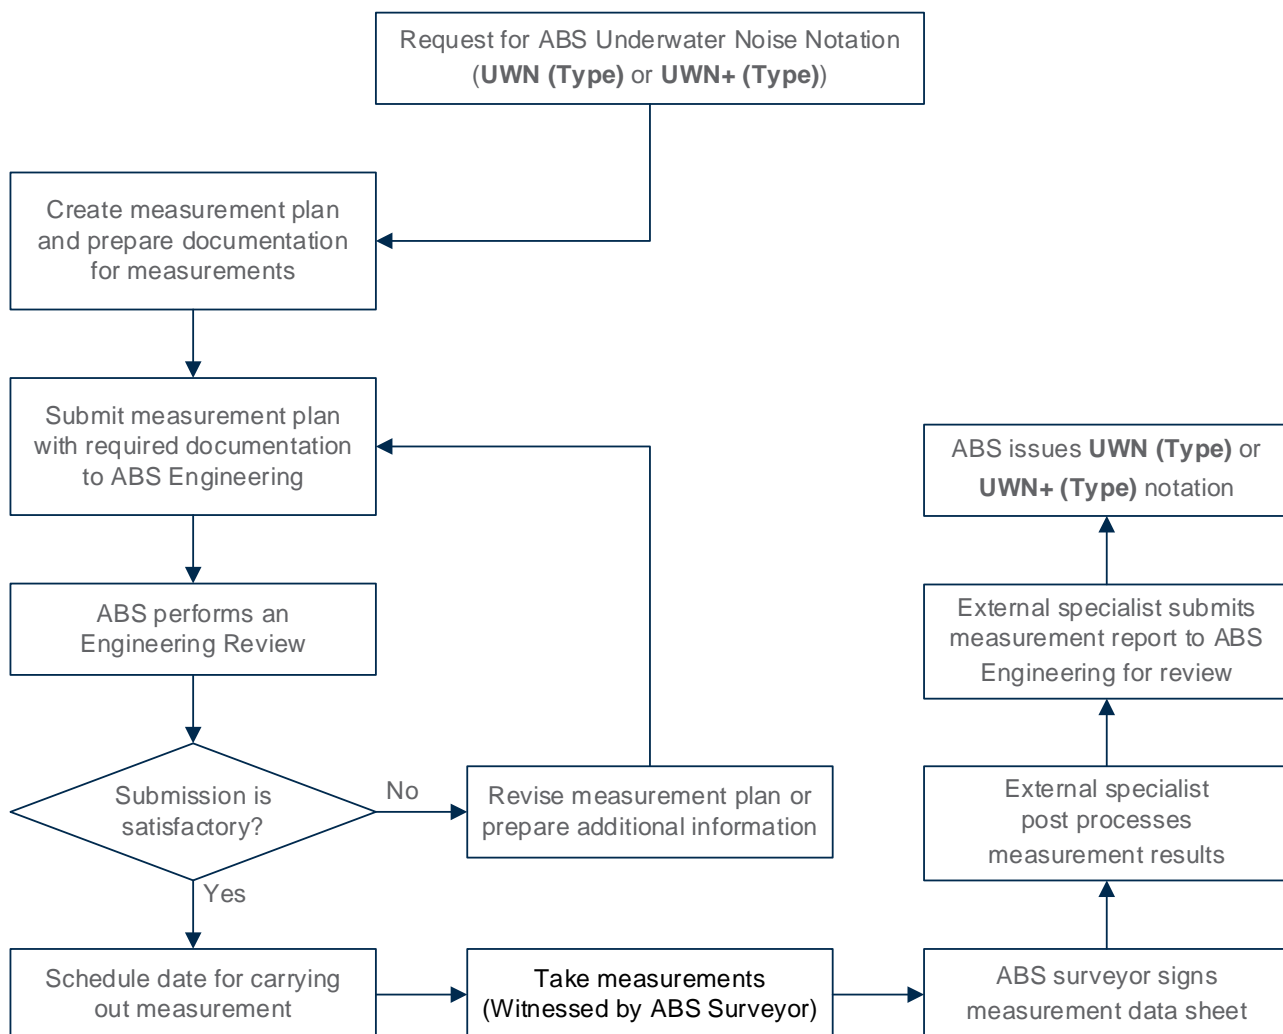 Request for ABS Underwater Noise Notation
(UWN (Type) or UWN+ (Type))
Create measurement plan
and prepare documentation
for measurements
Submit measurement plan
with required documentation
to ABS Engineering
ABS performs an
Engineering Review
Submission is
satisfactory?
No
Revise measurement plan or
prepare additional information
Yes
Schedule date for carrying
out measurement
Take measurements
(Witnessed by ABS Surveyor)
ABS surveyor signs
measurement data sheet
External specialist
post processes
measurement results
External specialist submits
measurement report to ABS
Engineering for review
ABS issues UWN (Type) or
UWN+ (Type) notation